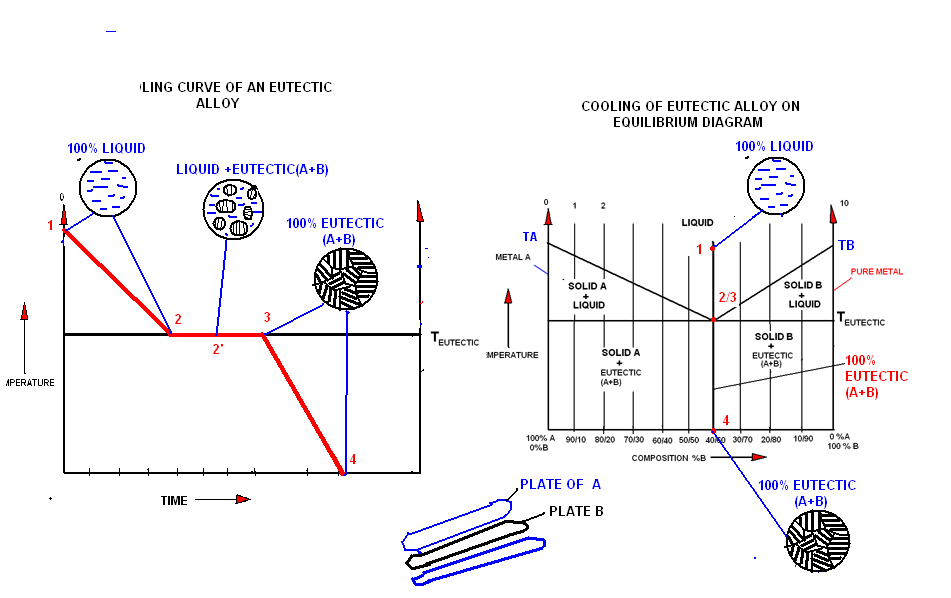 LING CURVE OF AN EUTECTIC
ALLOY
100% LIQUID
LIQUID +EUTECTIC(A+B)
0
1
100% EUTECTIC
(A+B)
2
3
2'
TEUTECTIC
MPERATURE
4
TIME
COOLING OF EUTECTIC ALLOY ON
EQUILIBRIUM DIAGRAM
100% LIQUID
0
1
2
10
LIQUID
TA
1
TB
METAL A
PURE METAL
SOLID A
+
LIQUID
2/3
SOLID B
+
LIQUID
TEUTECTIC
MPERATURE
SOLID A
+
EUTECTIC
(A+B)
SOLID B
+
EUTECTIC
(A+B)
100%
EUTECTIC
(A+B)
4
100% A
0%B
90/10
80/20
70/30
60/40
50/50
40/60
30/70
20/80
10/90
0 %A
100 % B
COMPOSITION %B
PLATE OF A
PLATE B
100% EUTECTIC
(A+B)